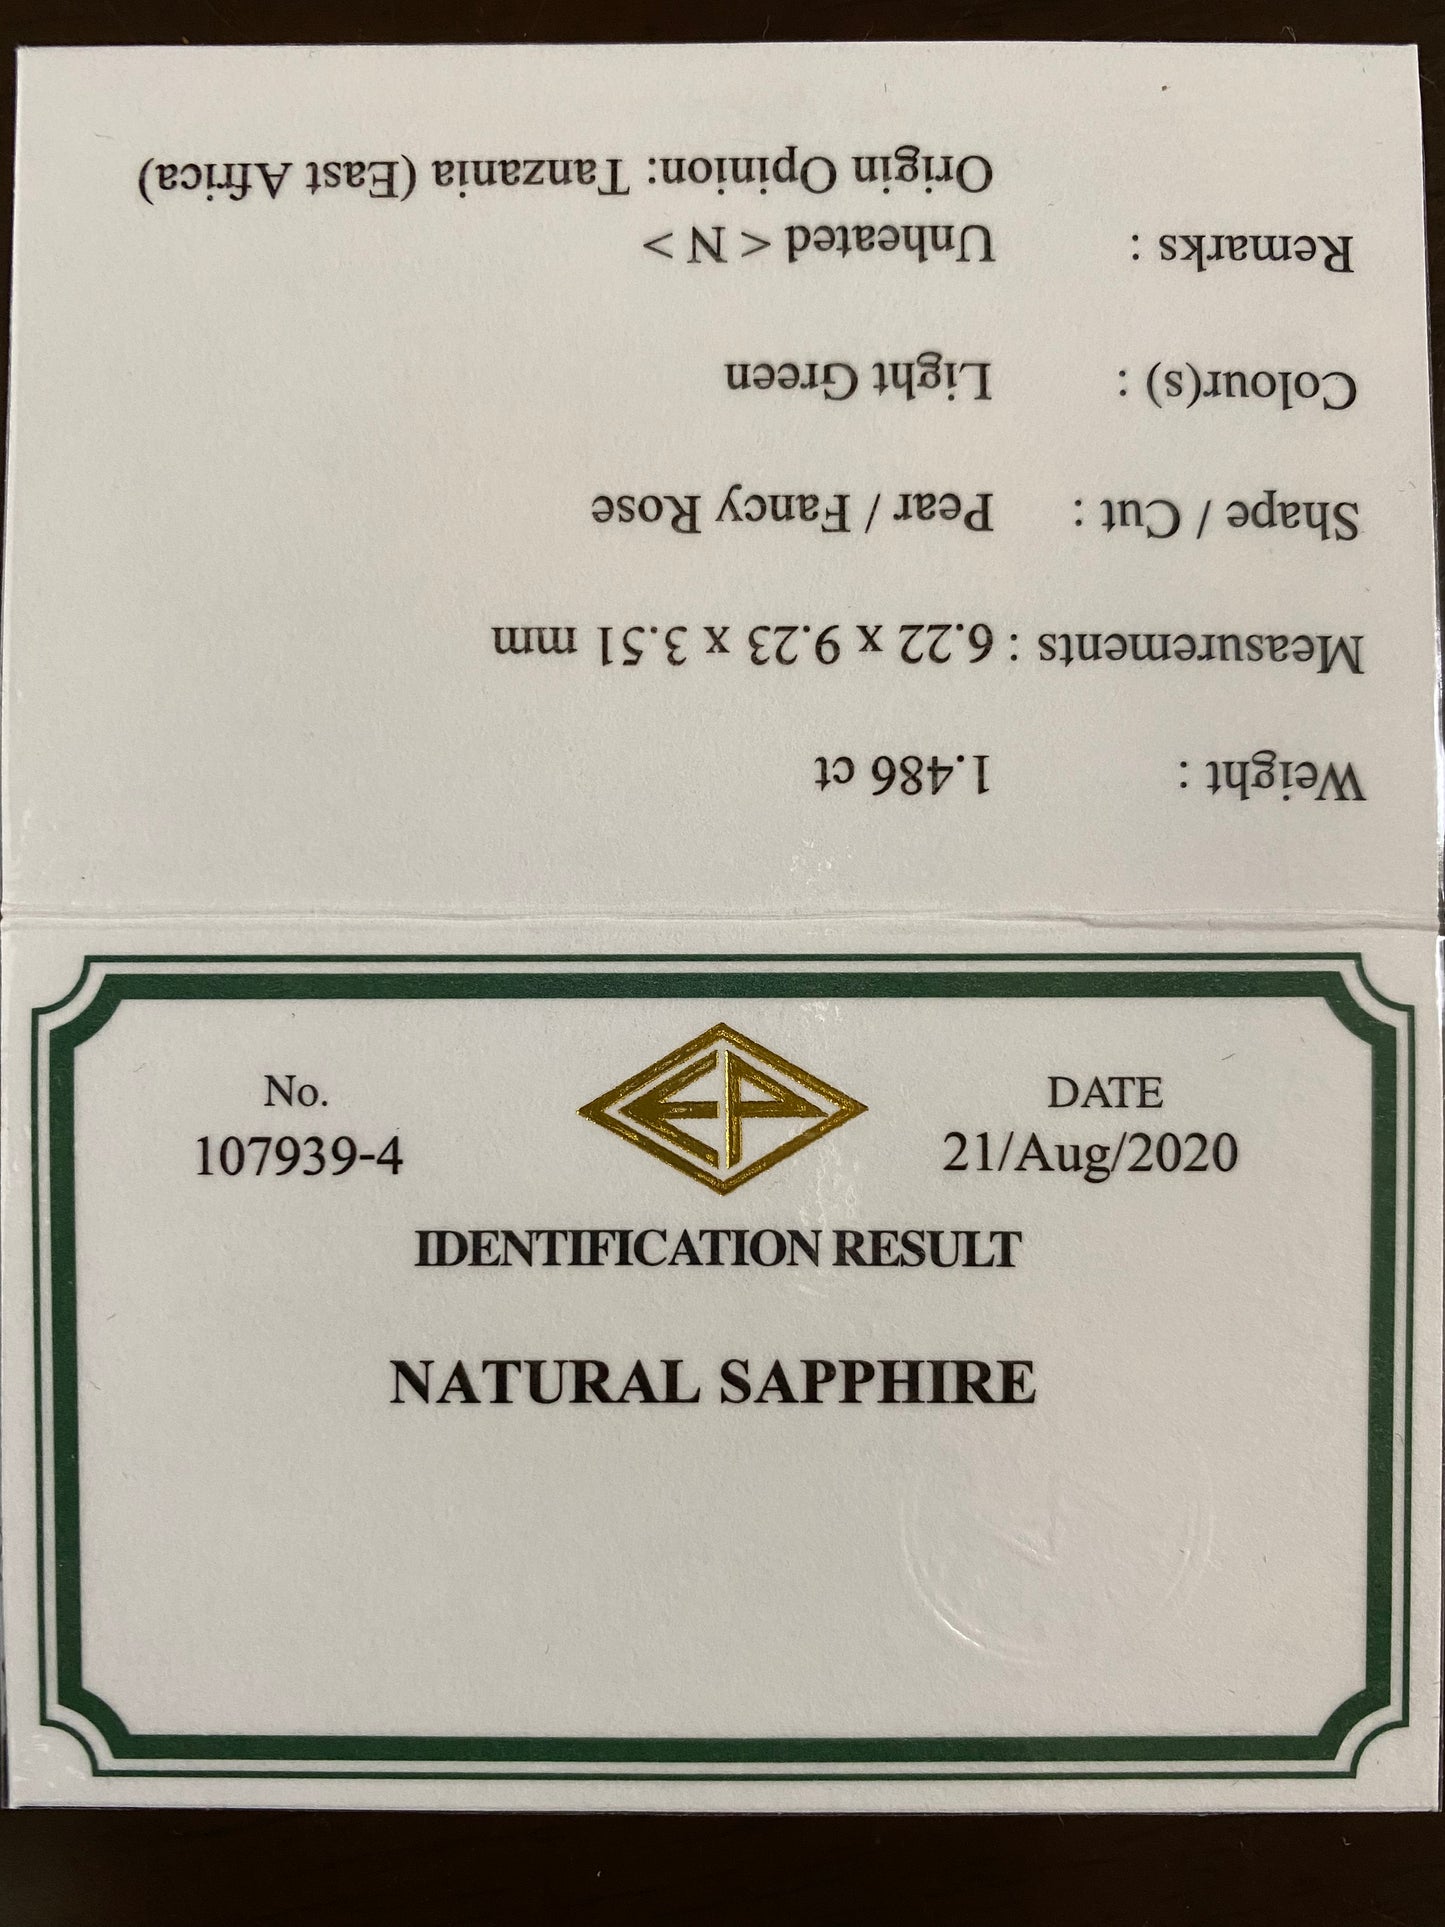 Weight : 1.486 ct
Measurements : 6.22 x 9.23 x 3.51 mm
Shape / Cut : Pear / Fancy Rose
Colour(s) : Light Green
Remarks : Unheated < N >
Origin Opinion: Tanzania (East Africa)
No.
107939-4
EP
DATE
21/Aug/2020
IDENTIFICATION RESULT
NATURAL SAPPHIRE